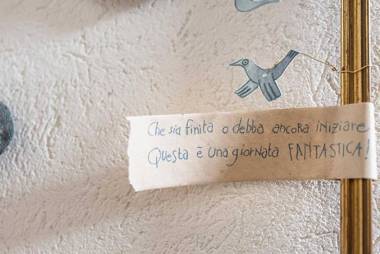 Che sia finita o debba ancora iniziare
Questa è una giornata FANTASTICA!